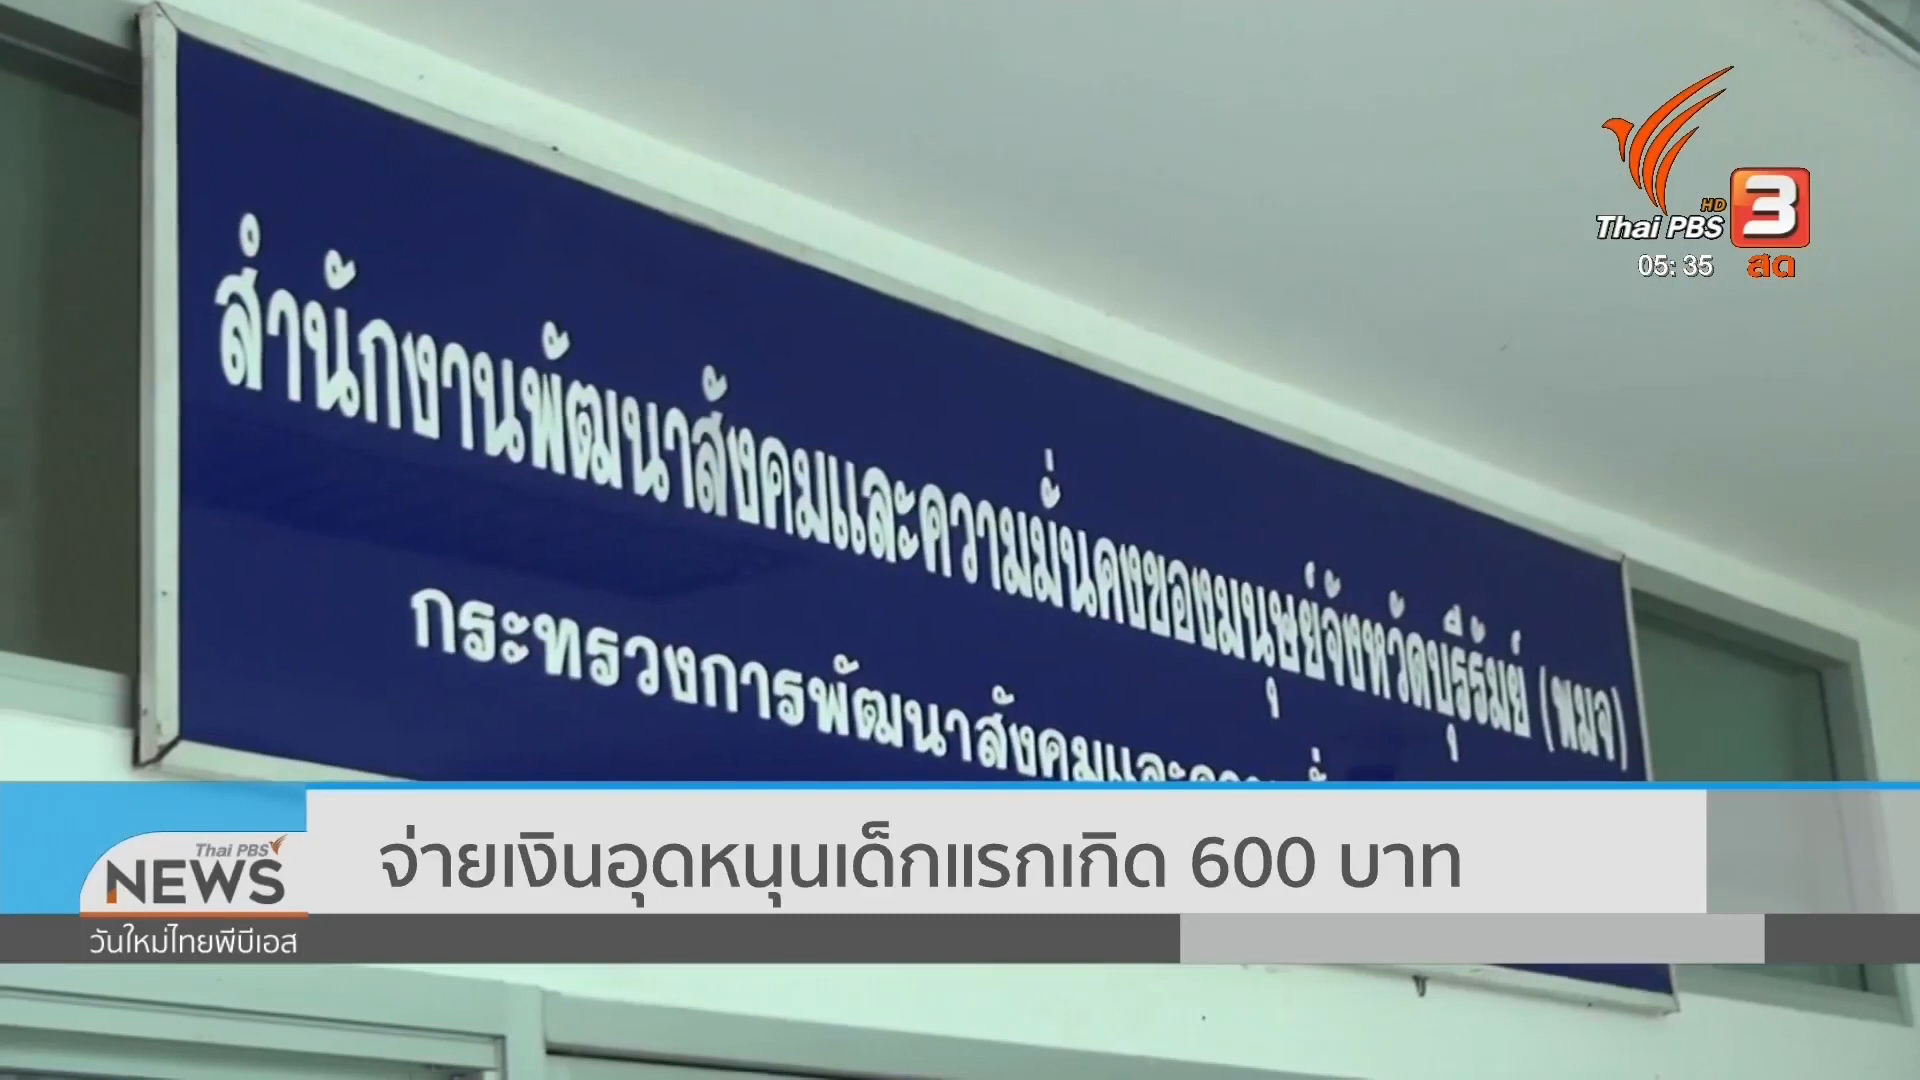 สำนักงานพัฒนาสังคมและความมั่นคงของมนุษย์จังหวัดบุรีรัมย์ (พมจ)
กระทรวงการพัฒนาสังคมและความมั่
HD
Thai PBS 3
05: 35 สด
จ่ายเงินอุดหนุนเด็กแรกเกิด 600 บาท
Thai PBS
NEWS
วันใหม่ไทยพีบีเอส